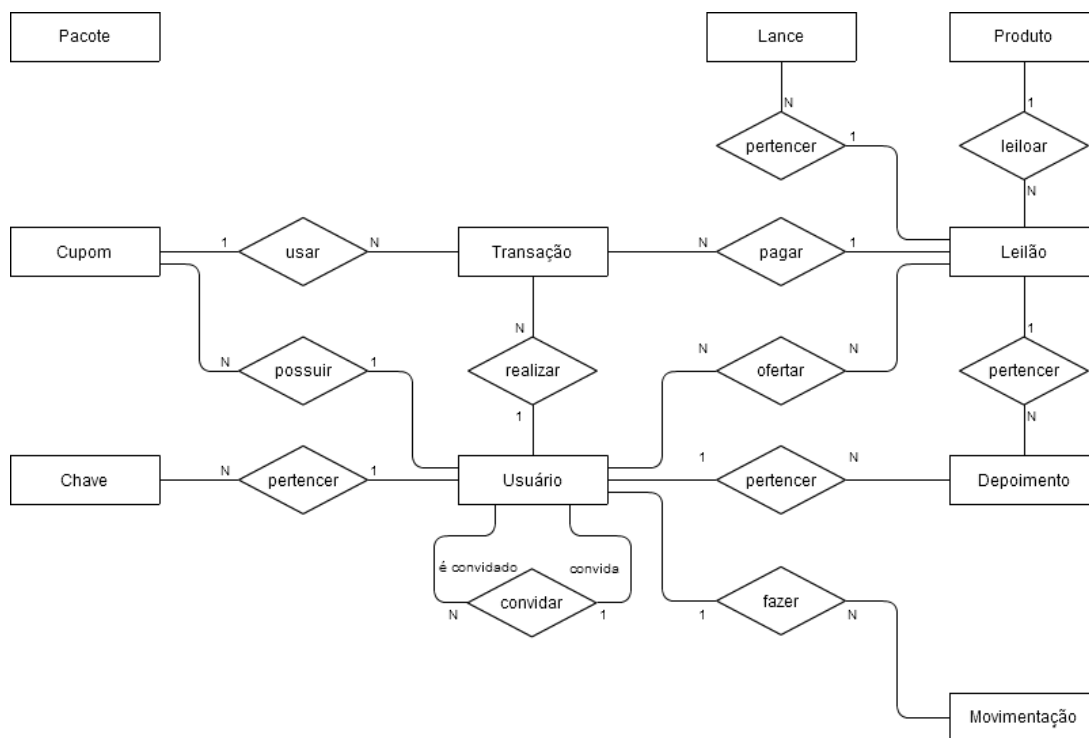 Pacote
Lance
Produto
N
1
pertencer
1
leiloar
N
Cupom
1
usar
N
Transação
N
pagar
1
Leilão
N
possuir
1
N
realizar
1
N
ofertar
N
1
pertencer
N
Chave
N
pertencer
1
Usuário
1
pertencer
N
Depoimento
é convidado
convida
N
convidar
1
1
fazer
N
Movimentação